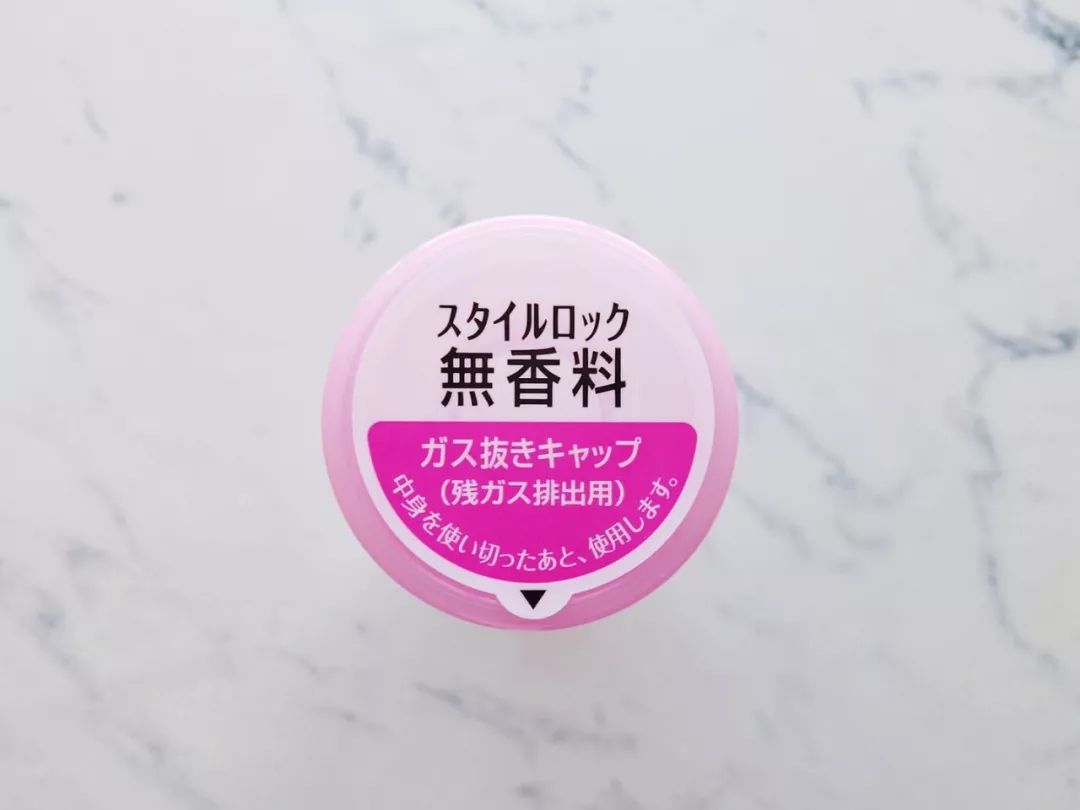 スタイルロック
無香料
ガス抜きキャップ
(残ガス排出用)
中身を使い切ったあと、使用します。